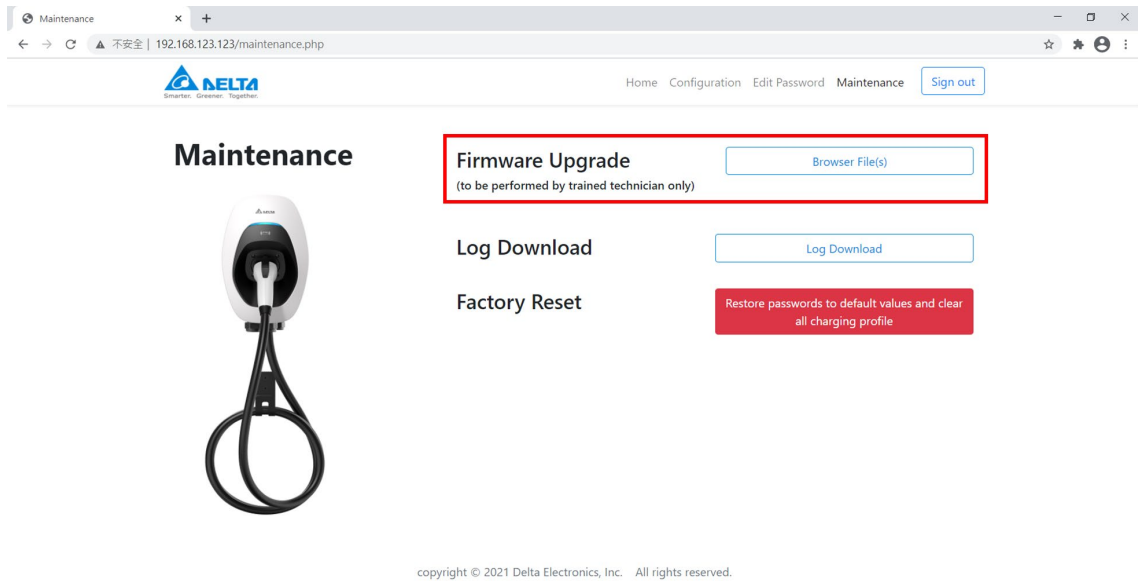 Maintenance
不安全 | 192.168.123.123/maintenance.php
DELTA
Smarter. Greener. Together.
Home Configuration Edit Password Maintenance Sign out
Maintenance
Firmware Upgrade
Browser File(s)
(to be performed by trained technician only)
Log Download
Log Download
Factory Reset
Restore passwords to default values and clear
all charging profile
copyright © 2021 Delta Electronics, Inc. All rights reserved.